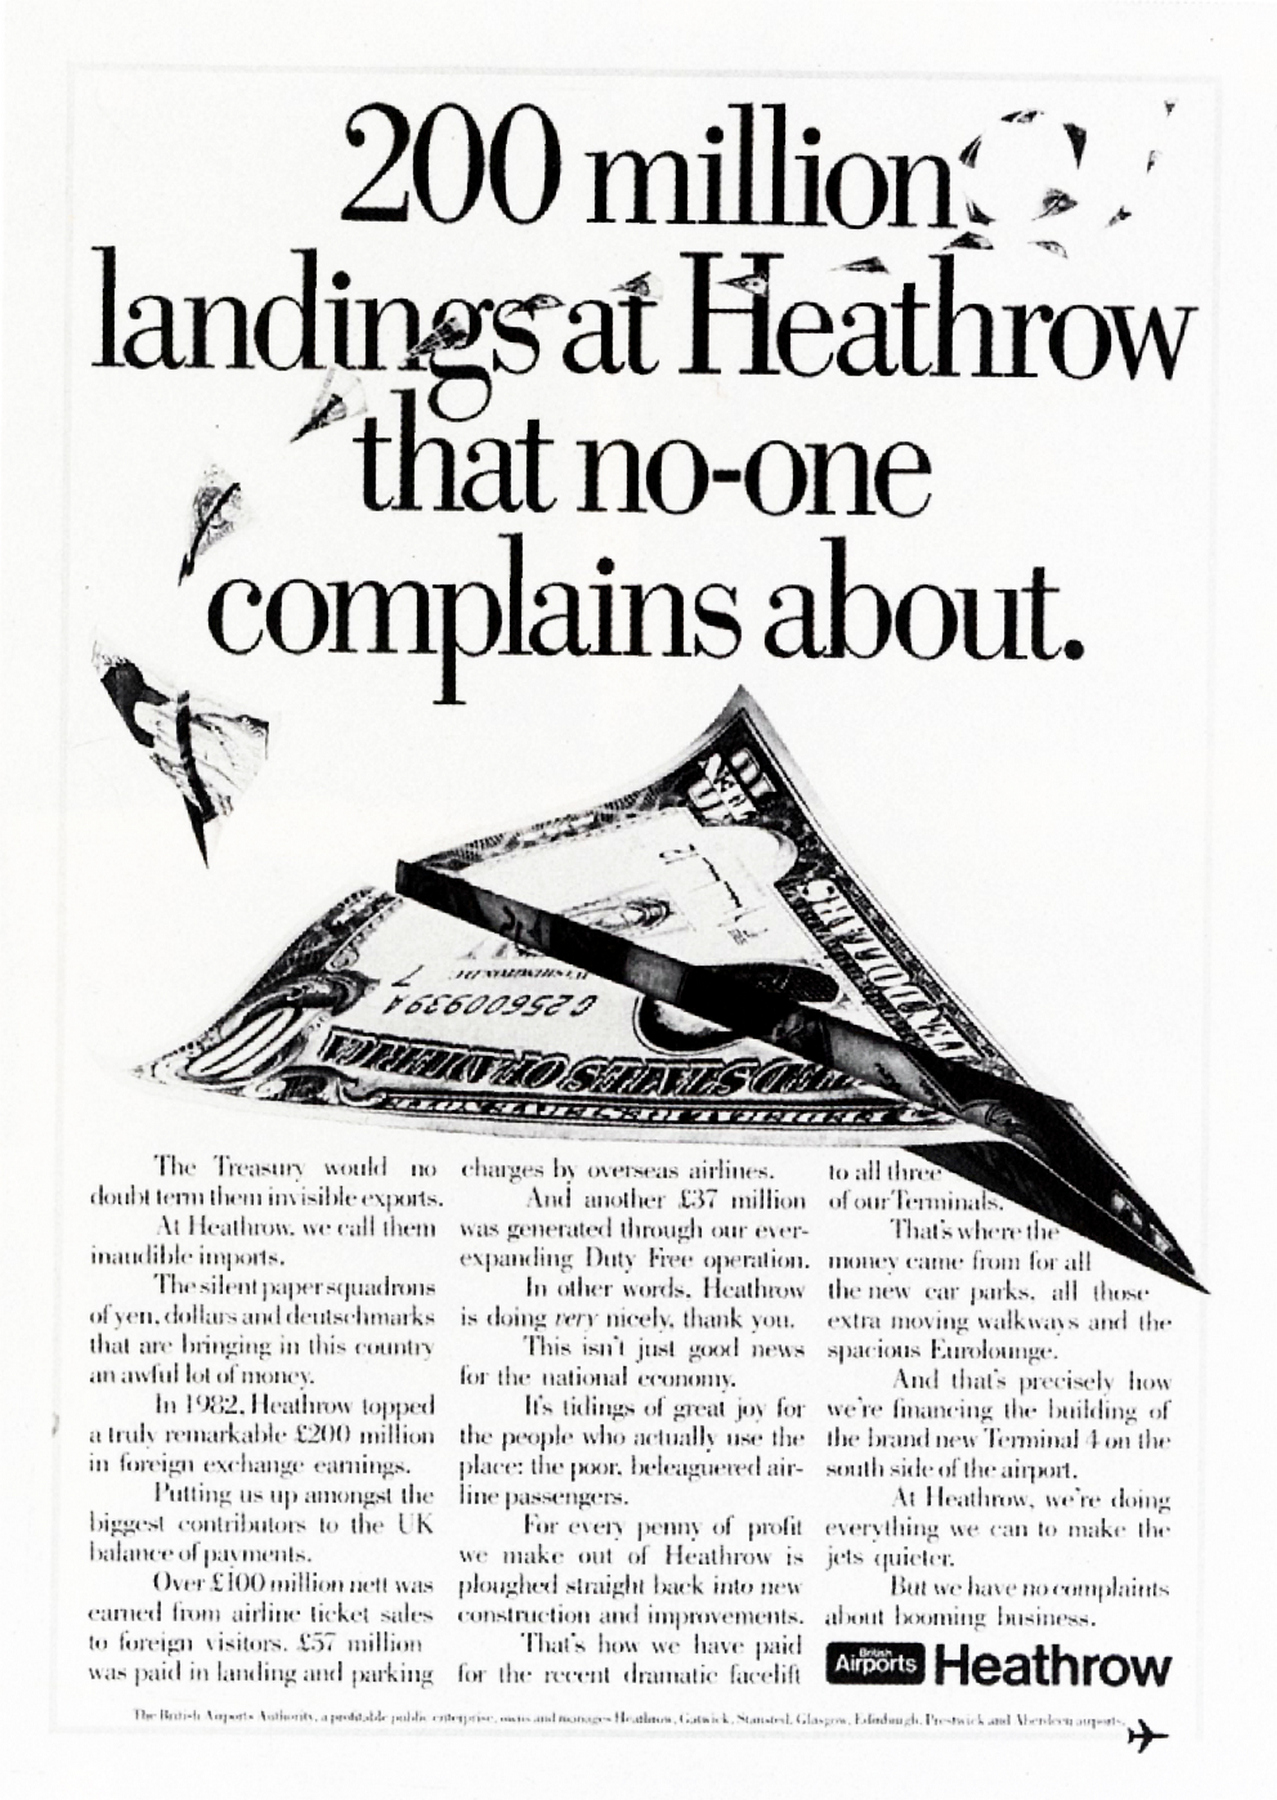 200 million
landings at Heathrow
that no-one
complains about.
TEN DOLLARS
WASHINGTON, D.C.
7
G25600939A
ED STATES OF AMERICA
FEDERAL RESERVE NOTE
The Treasury would no
doubt term them invisible exports.
At Heathrow, we call them
inaudible imports.
The silent paper squadrons
of yen, dollars and deutschmarks
that are bringing in this country
an awful lot of money.
In 1982, Heathrow topped
a truly remarkable £200 million
in foreign exchange earnings.
Putting us up amongst the
biggest contributors to the UK
balance of payments.
Over £100 million nett was
earned from airline ticket sales
to foreign visitors. £57 million
was paid in landing and parking
charges by overseas airlines.
And another £37 million
was generated through our ever-
expanding Duty Free operation.
In other words, Heathrow
is doing very nicely, thank you.
This isn't just good news
for the national economy.
It's tidings of great joy for
the people who actually use the
place: the poor, beleaguered air-
line passengers.
For every penny of profit
we make out of Heathrow is
ploughed straight back into new
construction and improvements.
That's how we have paid
for the recent dramatic facelift
to all three
of our Terminals.
That's where the
money came from for all
the new car parks, all those
extra moving walkways and the
spacious Eurolounge.
And that's precisely how
we're financing the building of
the brand new Terminal 4 on the
south side of the airport.
At Heathrow, we're doing
everything we can to make the
jets quieter.
But we have no complaints
about booming business.
British
Airports Heathrow
The British Airports Authority, a profitable public enterprise, owns and manages Heathrow, Gatwick, Stansted, Glasgow, Edinburgh, Prestwick and Aberdeen airports.